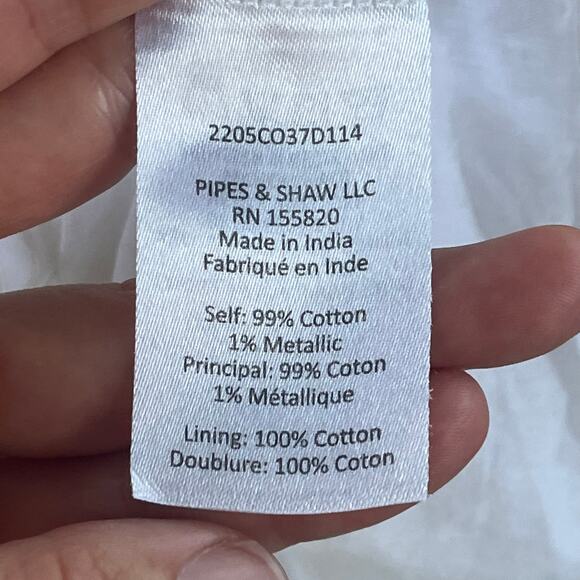 2205CO37D114
PIPES & SHAW LLC
RN 155820
Made in India
Fabriqué en Inde
Self: 99% Cotton
1% Metallic
Principal: 99% Coton
1% Métallique
Lining: 100% Cotton
Doublure: 100% Coton